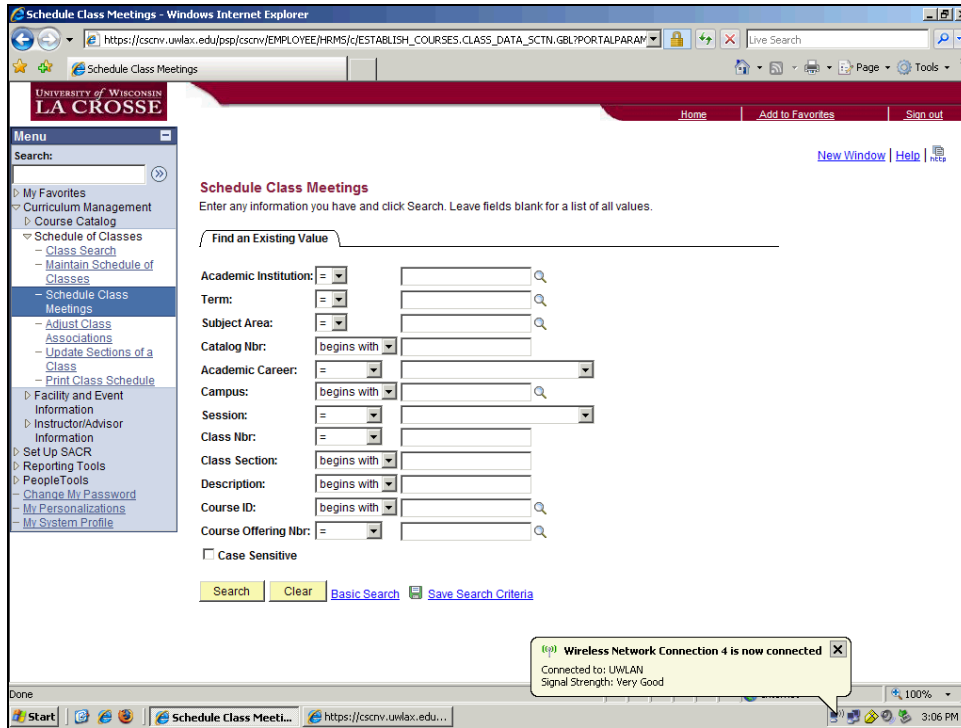 Schedule Class Meetings - Windows Internet Explorer
https://cscnv.uwlax.edu/psp/cscnv/EMPLOYEE/HRMS/c/ESTABLISH_COURSES.CLASS_DATA_SCTN.GBL?PORTALPARAM
Live Search
Schedule Class Meetings
Page
Tools
UNIVERSITY of WISCONSIN
LA CROSSE
Home
Add to Favorites
Sign out
Menu
Search:
My Favorites
Curriculum Management
Course Catalog
Schedule of Classes
– Class Search
– Maintain Schedule of
Classes
– Schedule Class
Meetings
– Adjust Class
Associations
– Update Sections of a
Class
– Print Class Schedule
Facility and Event
Information
Instructor/Advisor
Information
Set Up SACR
Reporting Tools
PeopleTools
– Change My Password
– My Personalizations
– My System Profile
New Window | Help |
http
Schedule Class Meetings
Enter any information you have and click Search. Leave fields blank for a list of all values.
Find an Existing Value
Academic Institution: =
Term: =
Subject Area: =
Catalog Nbr: begins with
Academic Career: =
Campus: begins with
Session: =
Class Nbr: =
Class Section: begins with
Description: begins with
Course ID: begins with
Course Offering Nbr: =
Case Sensitive
Search Clear Basic Search Save Search Criteria
Wireless Network Connection 4 is now connected
Connected to: UWLAN
Signal Strength: Very Good
Done
100%
Start
Schedule Class Meeti...
https://cscnv.uwlax.edu...
3:06 PM